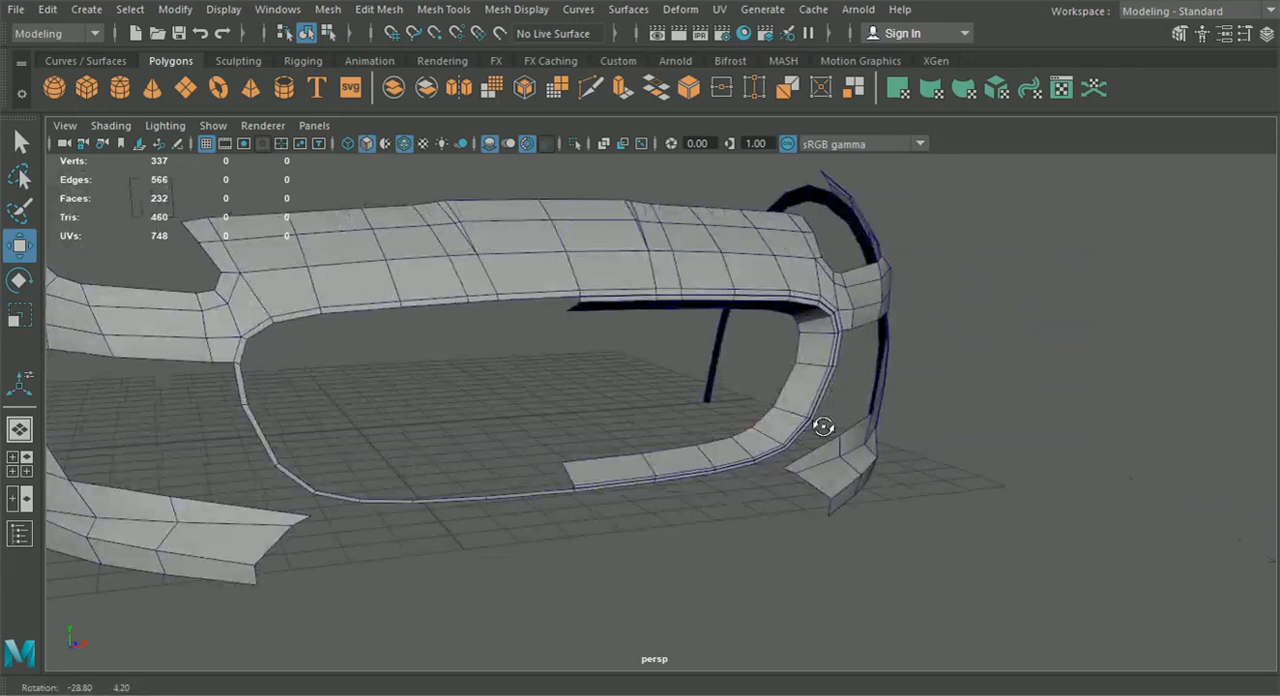 File Edit Create Select Modify Display Windows Mesh Edit Mesh Mesh Tools Mesh Display Curves Surfaces Deform UV Generate Cache Arnold Help Workspace: Modeling - Standard
Modeling No Live Surface Sign In
Curves / Surfaces Polygons Sculpting Rigging Animation Rendering FX FX Caching Custom Arnold Bifrost MASH Motion Graphics XGen
T svg
View Shading Lighting Show Renderer Panels
0.00 1.00 sRGB gamma
Verts: 337 0 0
Edges: 566 0 0
Faces: 232 0 0
Tris: 460 0 0
UVs: 748 0 0
persp
M
Rotation: -28.80 4.20